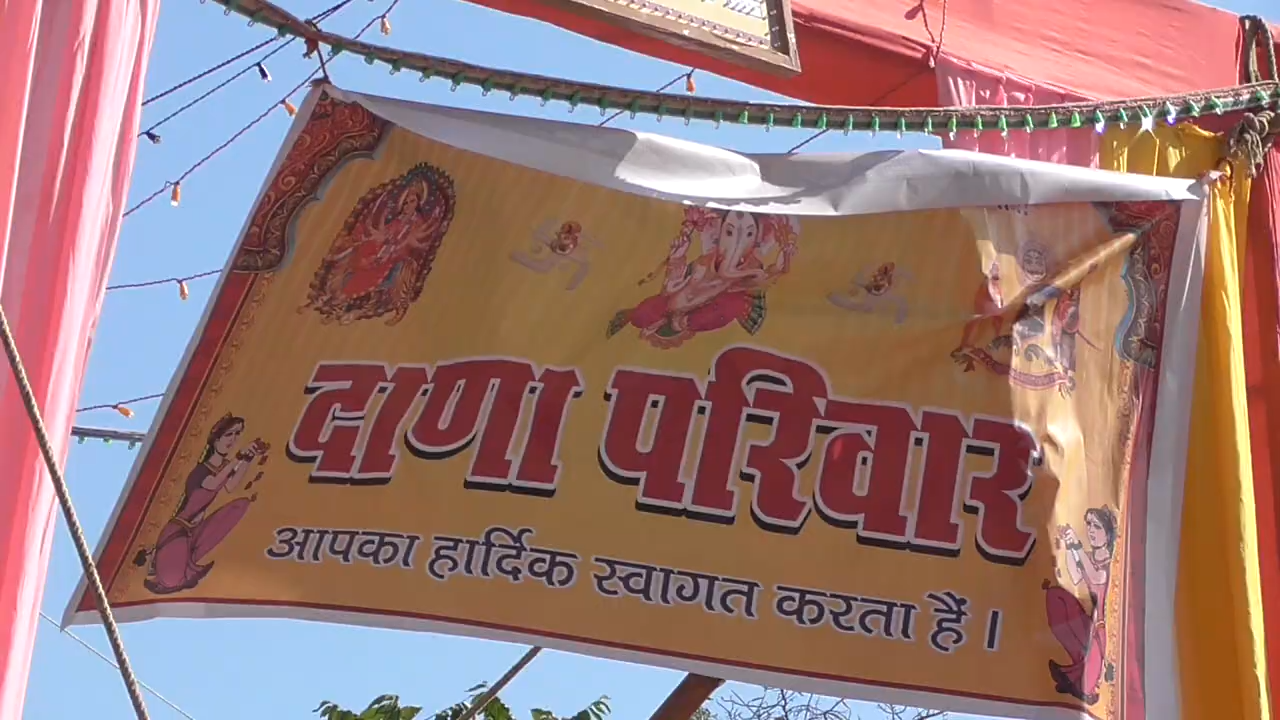 दाणा परिवार
आपका हार्दिक स्वागत करता हैं।